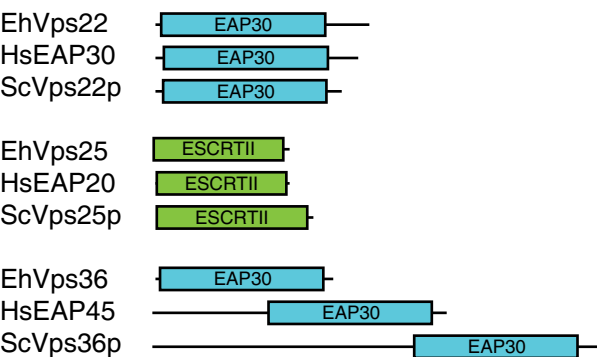 EhVps22 EAP30
HsEAP30 EAP30
ScVps22p EAP30
EhVps25 ESCRTII
HsEAP20 ESCRTII
ScVps25p ESCRTII
EhVps36 EAP30
HsEAP45 EAP30
ScVps36p EAP30